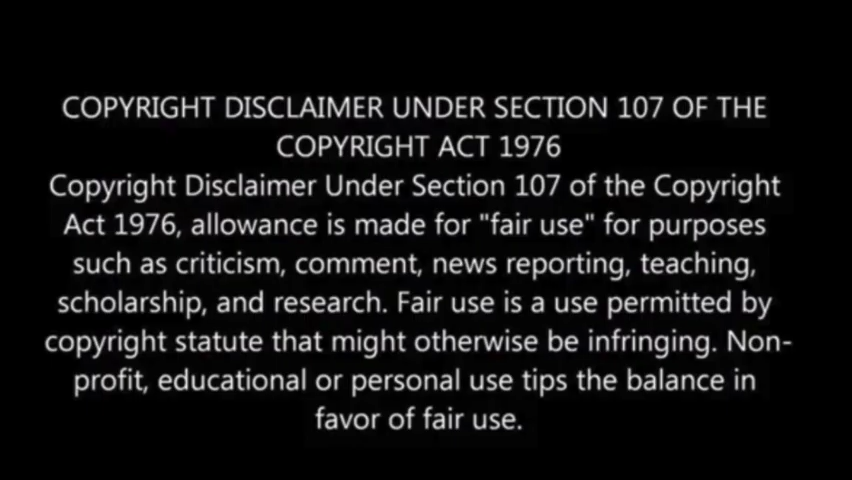 COPYRIGHT DISCLAIMER UNDER SECTION 107 OF THE
COPYRIGHT ACT 1976
Copyright Disclaimer Under Section 107 of the Copyright
Act 1976, allowance is made for "fair use" for purposes
such as criticism, comment, news reporting, teaching,
scholarship, and research. Fair use is a use permitted by
copyright statute that might otherwise be infringing. Non-
profit, educational or personal use tips the balance in
favor of fair use.